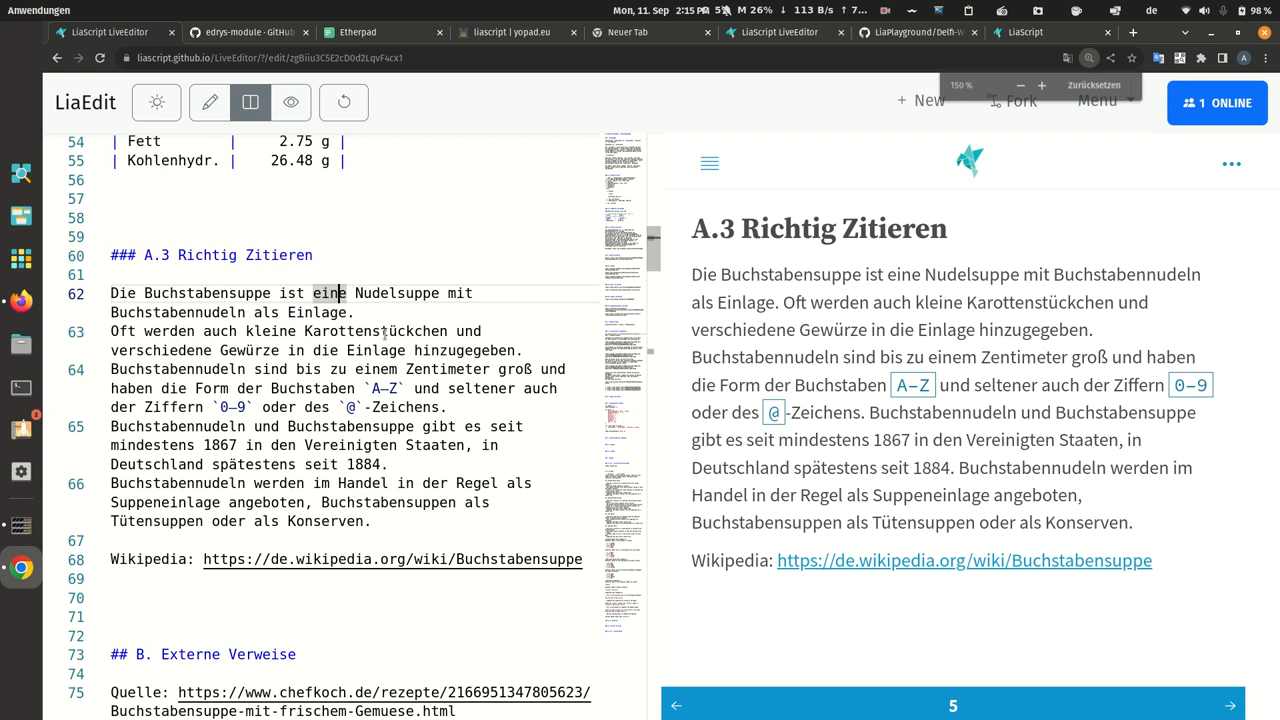 Anwendungen
Mon, 11. Sep 2:15 PM
5% M 26% ↓ 113 B/s ↑ 7...
98 %
LiaScript LiveEditor
edrys-module · GitHub
Etherpad
liascript | yopad.eu
Neuer Tab
LiaScript LiveEditor
LiaPlayground/Delfi-W
LiaScript
liascript.github.io/LiveEditor/?/edit/zgBiiu3C5E2cD0d2LqvF4cx1
150 %
Zurücksetzen
LiaEdit
+ New
Fork
Menu
1 ONLINE
54 | Fett | 2.75 g |
55 | Kohlenhydr. | 26.48 g |
56
57
58
59
60 ### A.3 Richtig Zitieren
61
62 Die Buchstabensuppe ist eine Nudelsuppe mit
Buchstabennudeln als Einlage.
63 Oft werden auch kleine Karottenstückchen und
verschiedene Gewürze in die Einlage hinzugegeben.
64 Buchstabennudeln sind bis zu einem Zentimeter groß und
haben die Form der Buchstaben `A–Z` und seltener auch
der Ziffern `0–9` oder des `@`-Zeichens.
65 Buchstabennudeln und Buchstabensuppe gibt es seit
mindestens 1867 in den Vereinigten Staaten, in
Deutschland spätestens seit 1884.
66 Buchstabennudeln werden im Handel in der Regel als
Suppeneinlage angeboten, Buchstabensuppen als
Tütensuppe oder als Konserven.
67
68 Wikipedia: https://de.wikipedia.org/wiki/Buchstabensuppe
69
70
71
72
73 ## B. Externe Verweise
74
75 Quelle: https://www.chefkoch.de/rezepte/2166951347805623/
Buchstabensuppe-mit-frischem-Gemuese.html
A.3 Richtig Zitieren
Die Buchstabensuppe ist eine Nudelsuppe mit Buchstabennudeln
als Einlage. Oft werden auch kleine Karottenstückchen und
verschiedene Gewürze in die Einlage hinzugegeben.
Buchstabennudeln sind bis zu einem Zentimeter groß und haben
die Form der Buchstaben A–Z und seltener auch der Ziffern 0–9
oder des @-Zeichens. Buchstabennudeln und Buchstabensuppe
gibt es seit mindestens 1867 in den Vereinigten Staaten, in
Deutschland spätestens seit 1884. Buchstabennudeln werden im
Handel in der Regel als Suppeneinlage angeboten,
Buchstabensuppen als Tütensuppe oder als Konserven.
Wikipedia: https://de.wikipedia.org/wiki/Buchstabensuppe
5